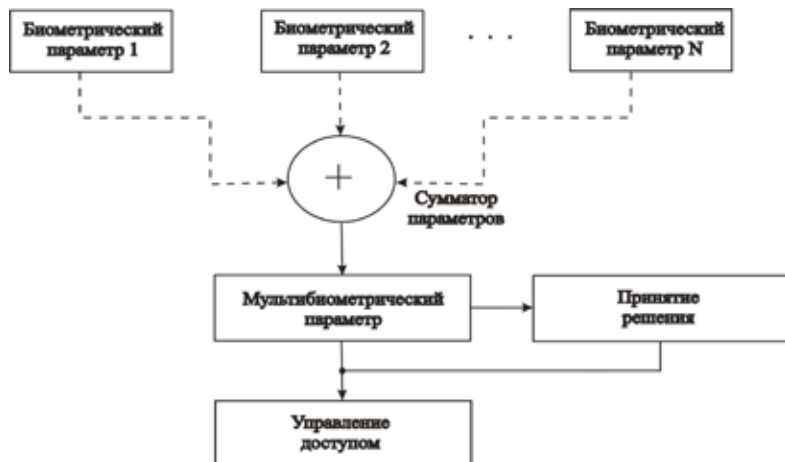 Биометрический
параметр 1
Биометрический
параметр 2
. . .
Биометрический
параметр N
+
Сумматор
параметров
Мультибиометрический
параметр
Принятие
решения
Управление
доступом